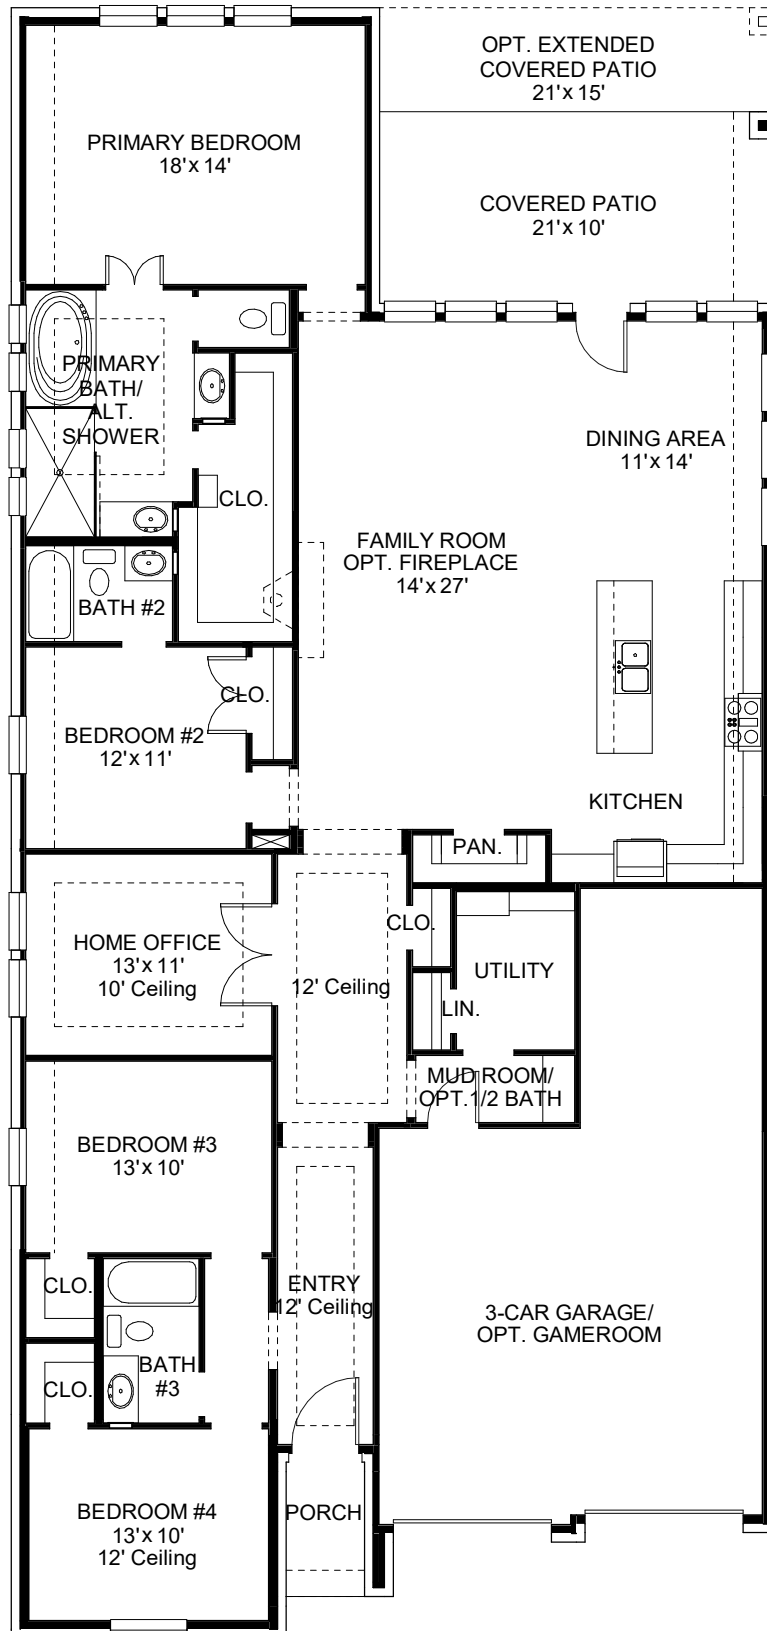 OPT. EXTENDED
COVERED PATIO
21'x 15'
PRIMARY BEDROOM
18'x 14'
COVERED PATIO
21'x 10'
PRIMARY
BATH/
ALT.
SHOWER
DINING AREA
11'x 14'
CLO.
FAMILY ROOM
OPT. FIREPLACE
14'x 27'
BATH #2
CLO.
BEDROOM #2
12'x 11'
KITCHEN
PAN.
CLO.
HOME OFFICE
13'x 11'
10' Ceiling
12' Ceiling
UTILITY
LIN.
MUD ROOM/
OPT.1/2 BATH
BEDROOM #3
13'x 10'
CLO.
ENTRY
12' Ceiling
3-CAR GARAGE/
OPT. GAMEROOM
BATH
#3
CLO.
BEDROOM #4
13'x 10'
12' Ceiling
PORCH